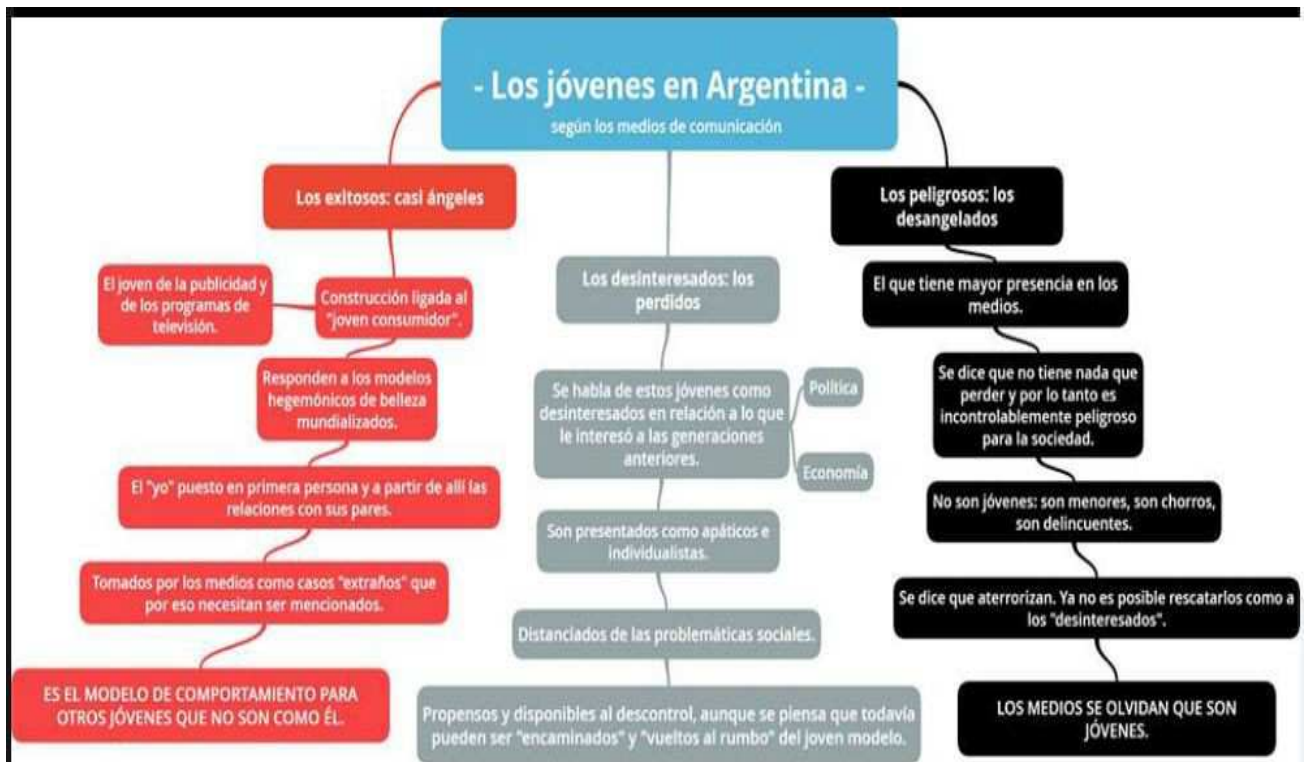 - Los jóvenes en Argentina -
según los medios de comunicación
Los exitosos: casi ángeles
El joven de la publicidad y
de los programas de
televisión.
Construcción ligada al
"joven consumidor".
Responden a los modelos
hegemónicos de belleza
mundializados.
El "yo" puesto en primera persona y a partir de allí las
relaciones con sus pares.
Tomados por los medios como casos "extraños" que
por eso necesitan ser mencionados.
ES EL MODELO DE COMPORTAMIENTO PARA
OTROS JÓVENES QUE NO SON COMO ÉL.
Los desinteresados: los
perdidos
Se habla de estos jóvenes como
desinteresados en relación a lo que
le interesó a las generaciones
anteriores.
Política
Economía
Son presentados como apáticos e
individualistas.
Distanciados de las problemáticas sociales.
Propensos y disponibles al descontrol, aunque se piensa que todavía
pueden ser "encaminados" y "vueltos al rumbo" del joven modelo.
Los peligrosos: los
desangelados
El que tiene mayor presencia en los
medios.
Se dice que no tiene nada que
perder y por lo tanto es
incontrolablemente peligroso
para la sociedad.
No son jóvenes: son menores, son chorros,
son delincuentes.
Se dice que aterrorizan. Ya no es posible rescatarlos como a
los "desinteresados".
LOS MEDIOS SE OLVIDAN QUE SON
JÓVENES.